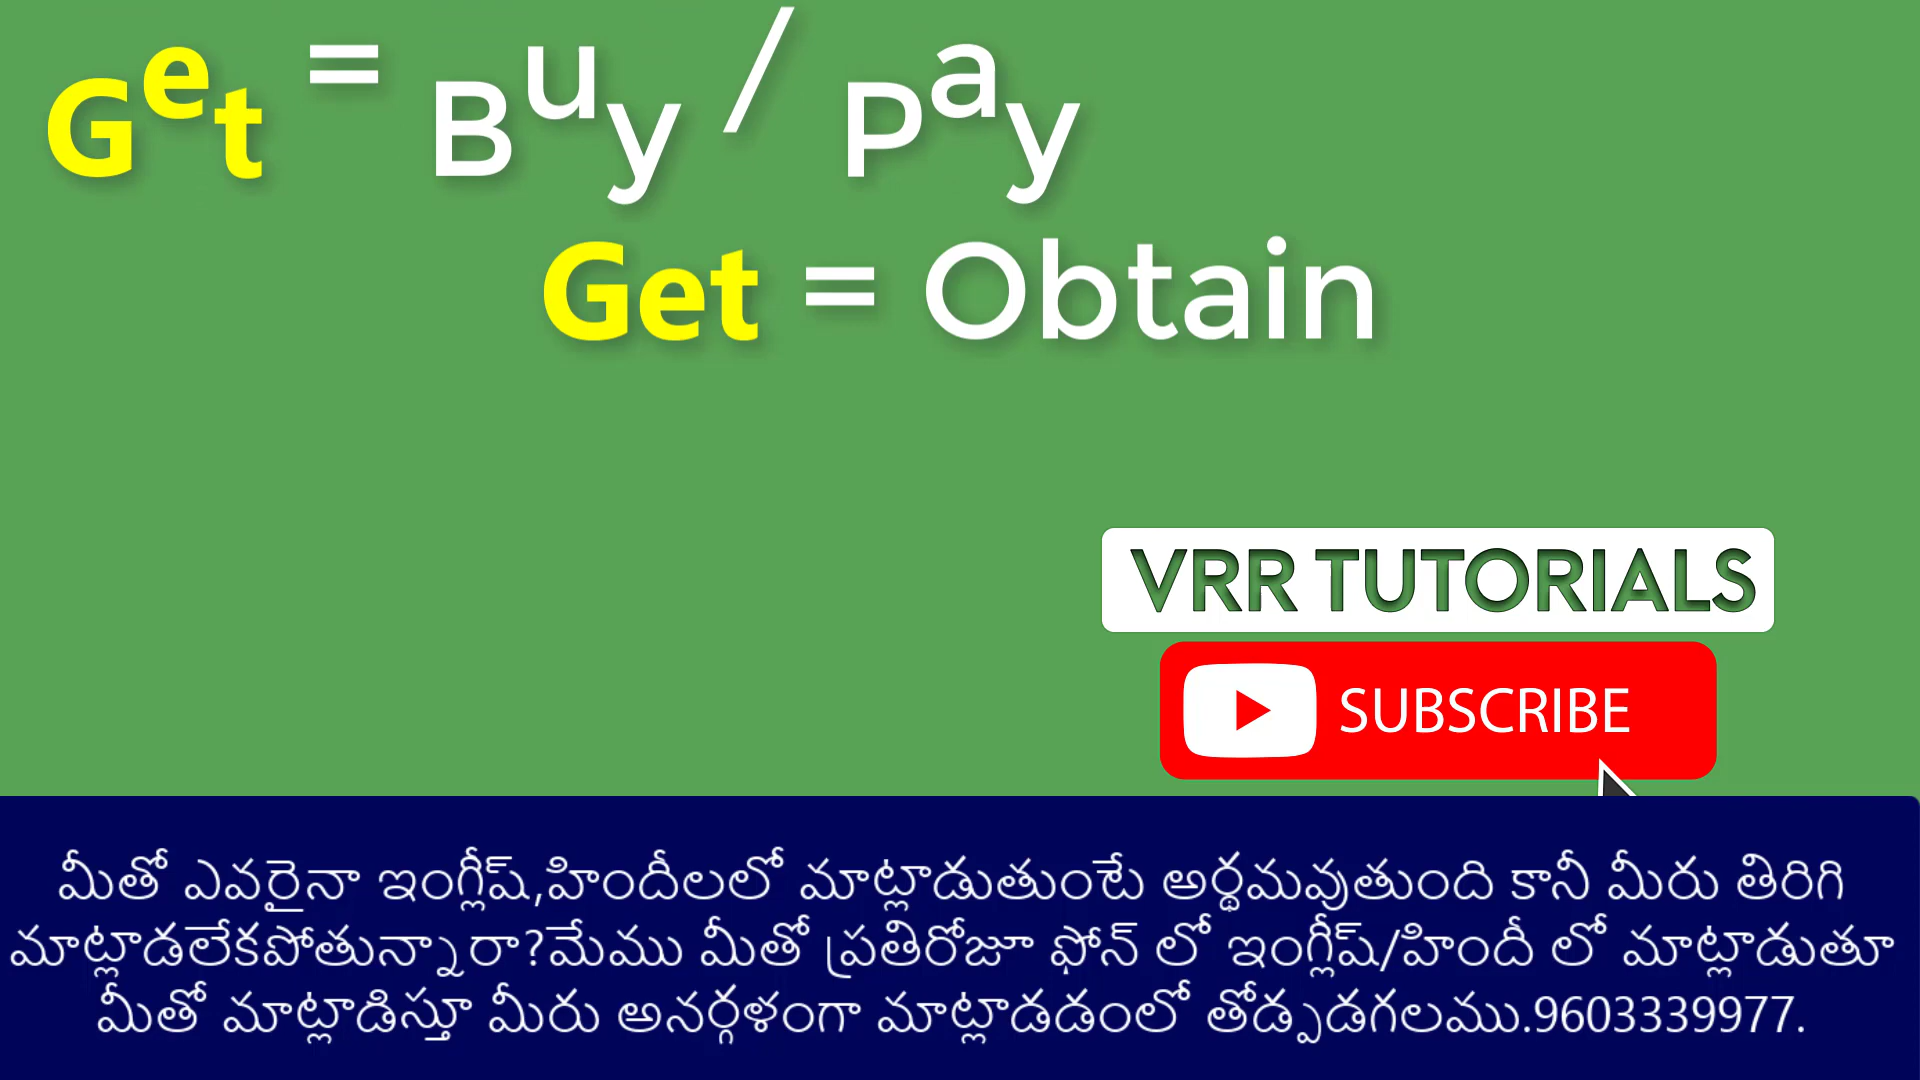 Get = Buy / Pay
Get = Obtain
VRR TUTORIALS
SUBSCRIBE
మీతో ఎవరైనా ఇంగ్లీష్,హిందీలలో మాట్లాడుతుంటే అర్థమవుతుంది కానీ మీరు తిరిగి
మాట్లాడలేకపోతున్నారా?మేము మీతో ప్రతిరోజూ ఫోన్ లో ఇంగ్లీష్/హిందీ లో మాట్లాడుతూ
మీతో మాట్లాడిస్తూ మీరు అనర్గళంగా మాట్లాడడంలో తోడ్పడగలము.9603339977.